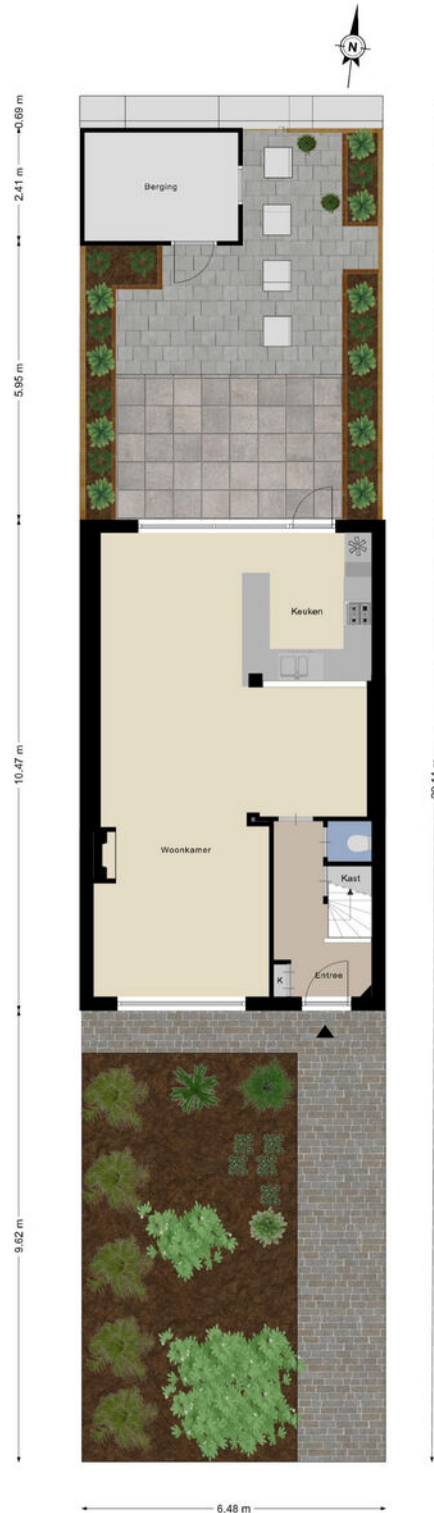 N
0.69 m
Berging
2.41 m
5.95 m
Keuken
10.47 m
Woonkamer
Kast
K
Entree
9.62 m
6.48 m